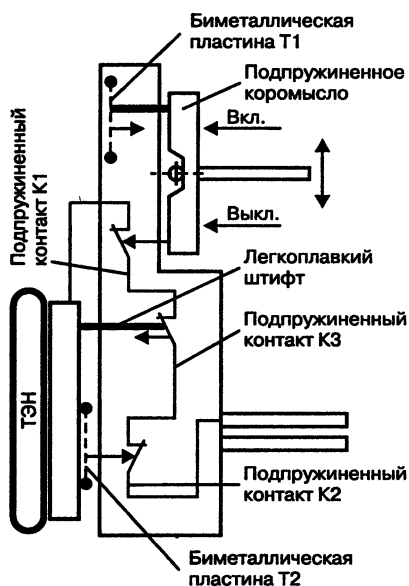 Биметаллическая
пластина Т1
Подпружиненное
коромысло
Вкл.
Выкл.
Подпружиненный
контакт К1
Легкоплавкий
штифт
Подпружиненный
контакт К3
ТЭН
Подпружиненный
контакт К2
Биметаллическая
пластина Т2